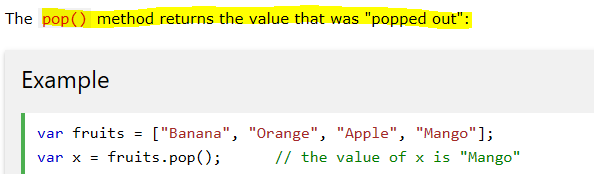 The pop() method returns the value that was "popped out":
Example
var fruits = ["Banana", "Orange", "Apple", "Mango"];
var x = fruits.pop();      // the value of x is "Mango"